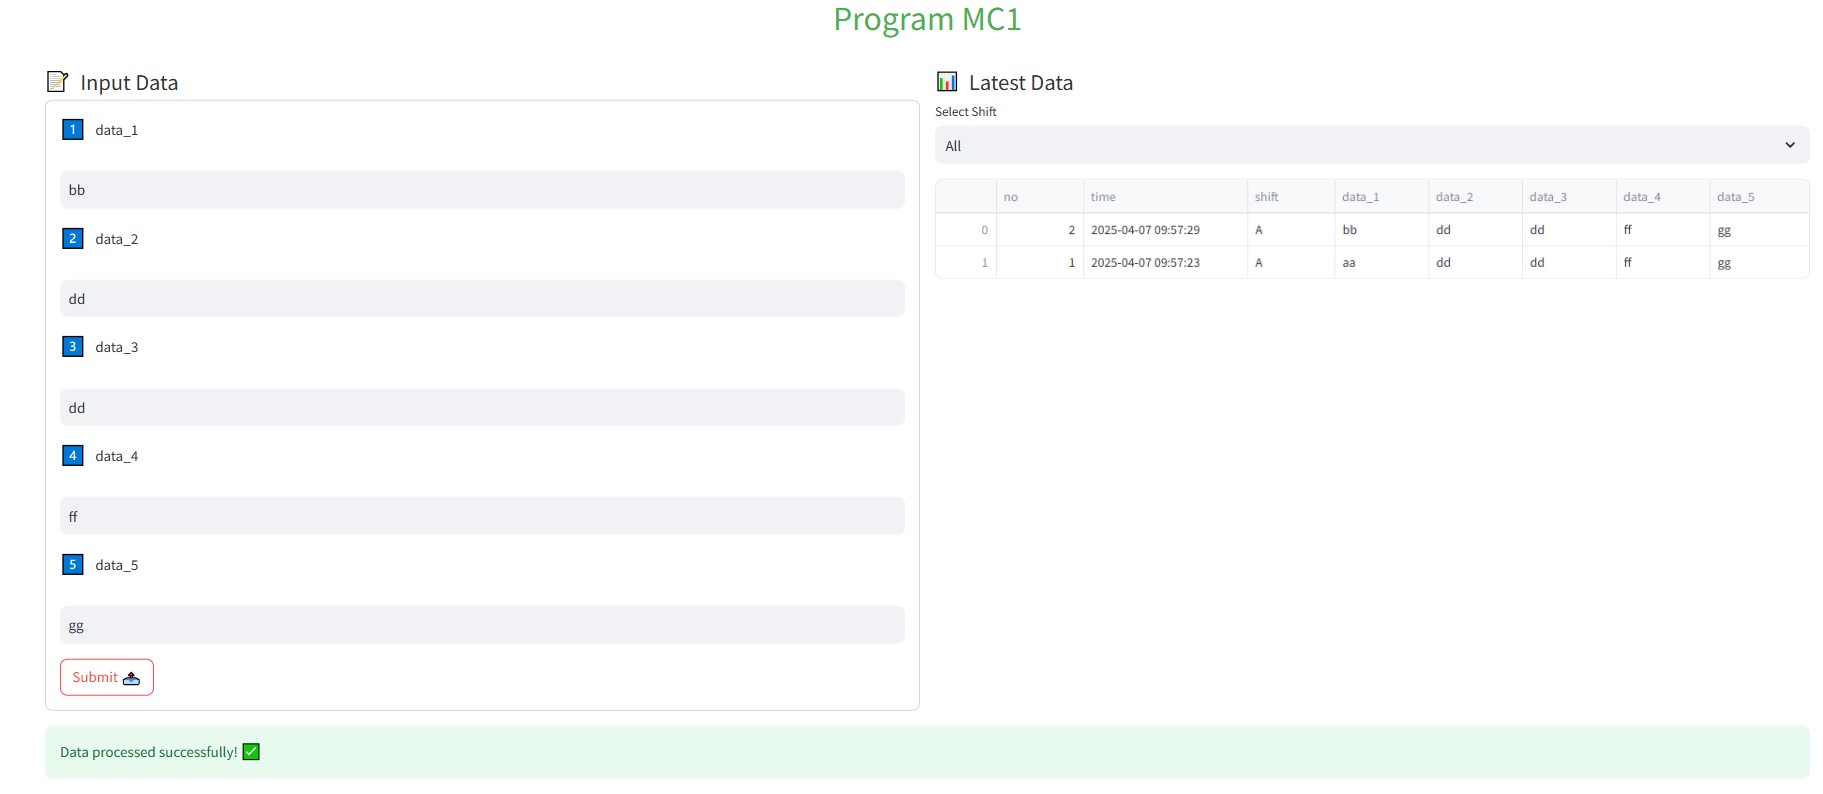 Program MC1
📝 Input Data
1 data_1
bb
2 data_2
dd
3 data_3
dd
4 data_4
ff
5 data_5
gg
Submit
📊 Latest Data
Select Shift
All
no time shift data_1 data_2 data_3 data_4 data_5
0 2 2025-04-07 09:57:29 A bb dd dd ff gg
1 1 2025-04-07 09:57:23 A aa dd dd ff gg
Data processed successfully! ✅